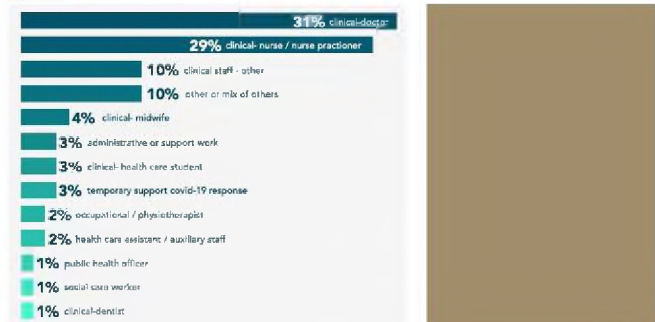 31% clinical-doctor
29% clinical- nurse / nurse practioner
10% clinical staff - other
10% other or mix of others
4% clinical- midwife
3% administrative or support work
3% clinical- health care student
3% temporary support covid-19 response
2% occupational / physiotherapist
2% health care assistant / auxiliary staff
1% public health officer
1% social care worker
1% clinical-dentist